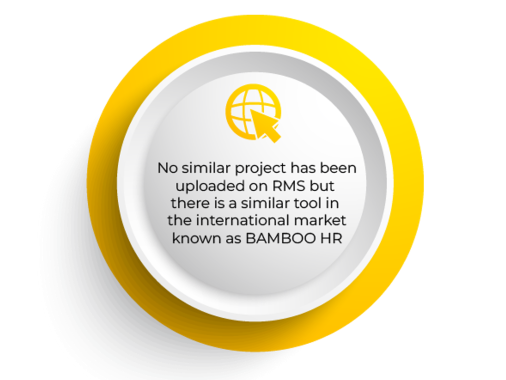 No similar project has been
uploaded on RMS but
there is a similar tool in
the international market
known as BAMBOO HR